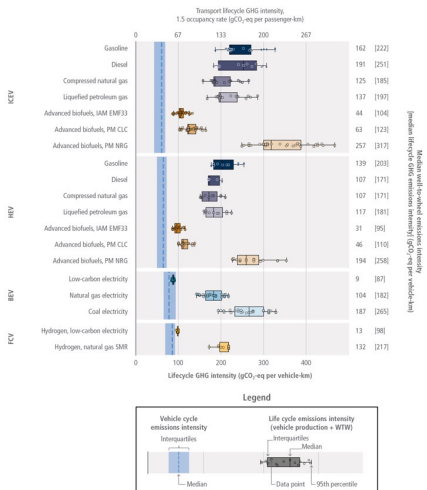 Transport lifecycle GHG intensity,
1.5 occupancy rate (gCO₂-eq per passenger-km)
0 67 133 200 267
ICEV
Gasoline 162 [222]
Diesel 191 [251]
Compressed natural gas 125 [185]
Liquefied petroleum gas 137 [197]
Advanced biofuels, IAM EMF33 44 [104]
Advanced biofuels, PM CLC 63 [123]
Advanced biofuels, PM NRG 257 [317]
HEV
Gasoline 139 [203]
Diesel 107 [171]
Compressed natural gas 107 [171]
Liquefied petroleum gas 117 [181]
Advanced biofuels, IAM EMF33 31 [95]
Advanced biofuels, PM CLC 46 [110]
Advanced biofuels, PM NRG 194 [258]
BEV
Low-carbon electricity 9 [87]
Natural gas electricity 104 [182]
Coal electricity 187 [265]
FCV
Hydrogen, low-carbon electricity 13 [98]
Hydrogen, natural gas SMR 132 [217]
0 100 200 300 400
Lifecycle GHG intensity (gCO₂-eq per vehicle-km)
Median well-to-wheel emissions intensity
[median lifecycle GHG emissions intensity] (gCO₂-eq per vehicle-km)
Legend
Vehicle cycle
emissions intensity
Interquartiles
Median
Life cycle emissions intensity
(vehicle production + WTW)
Interquartiles
Median
Data point
95th percentile